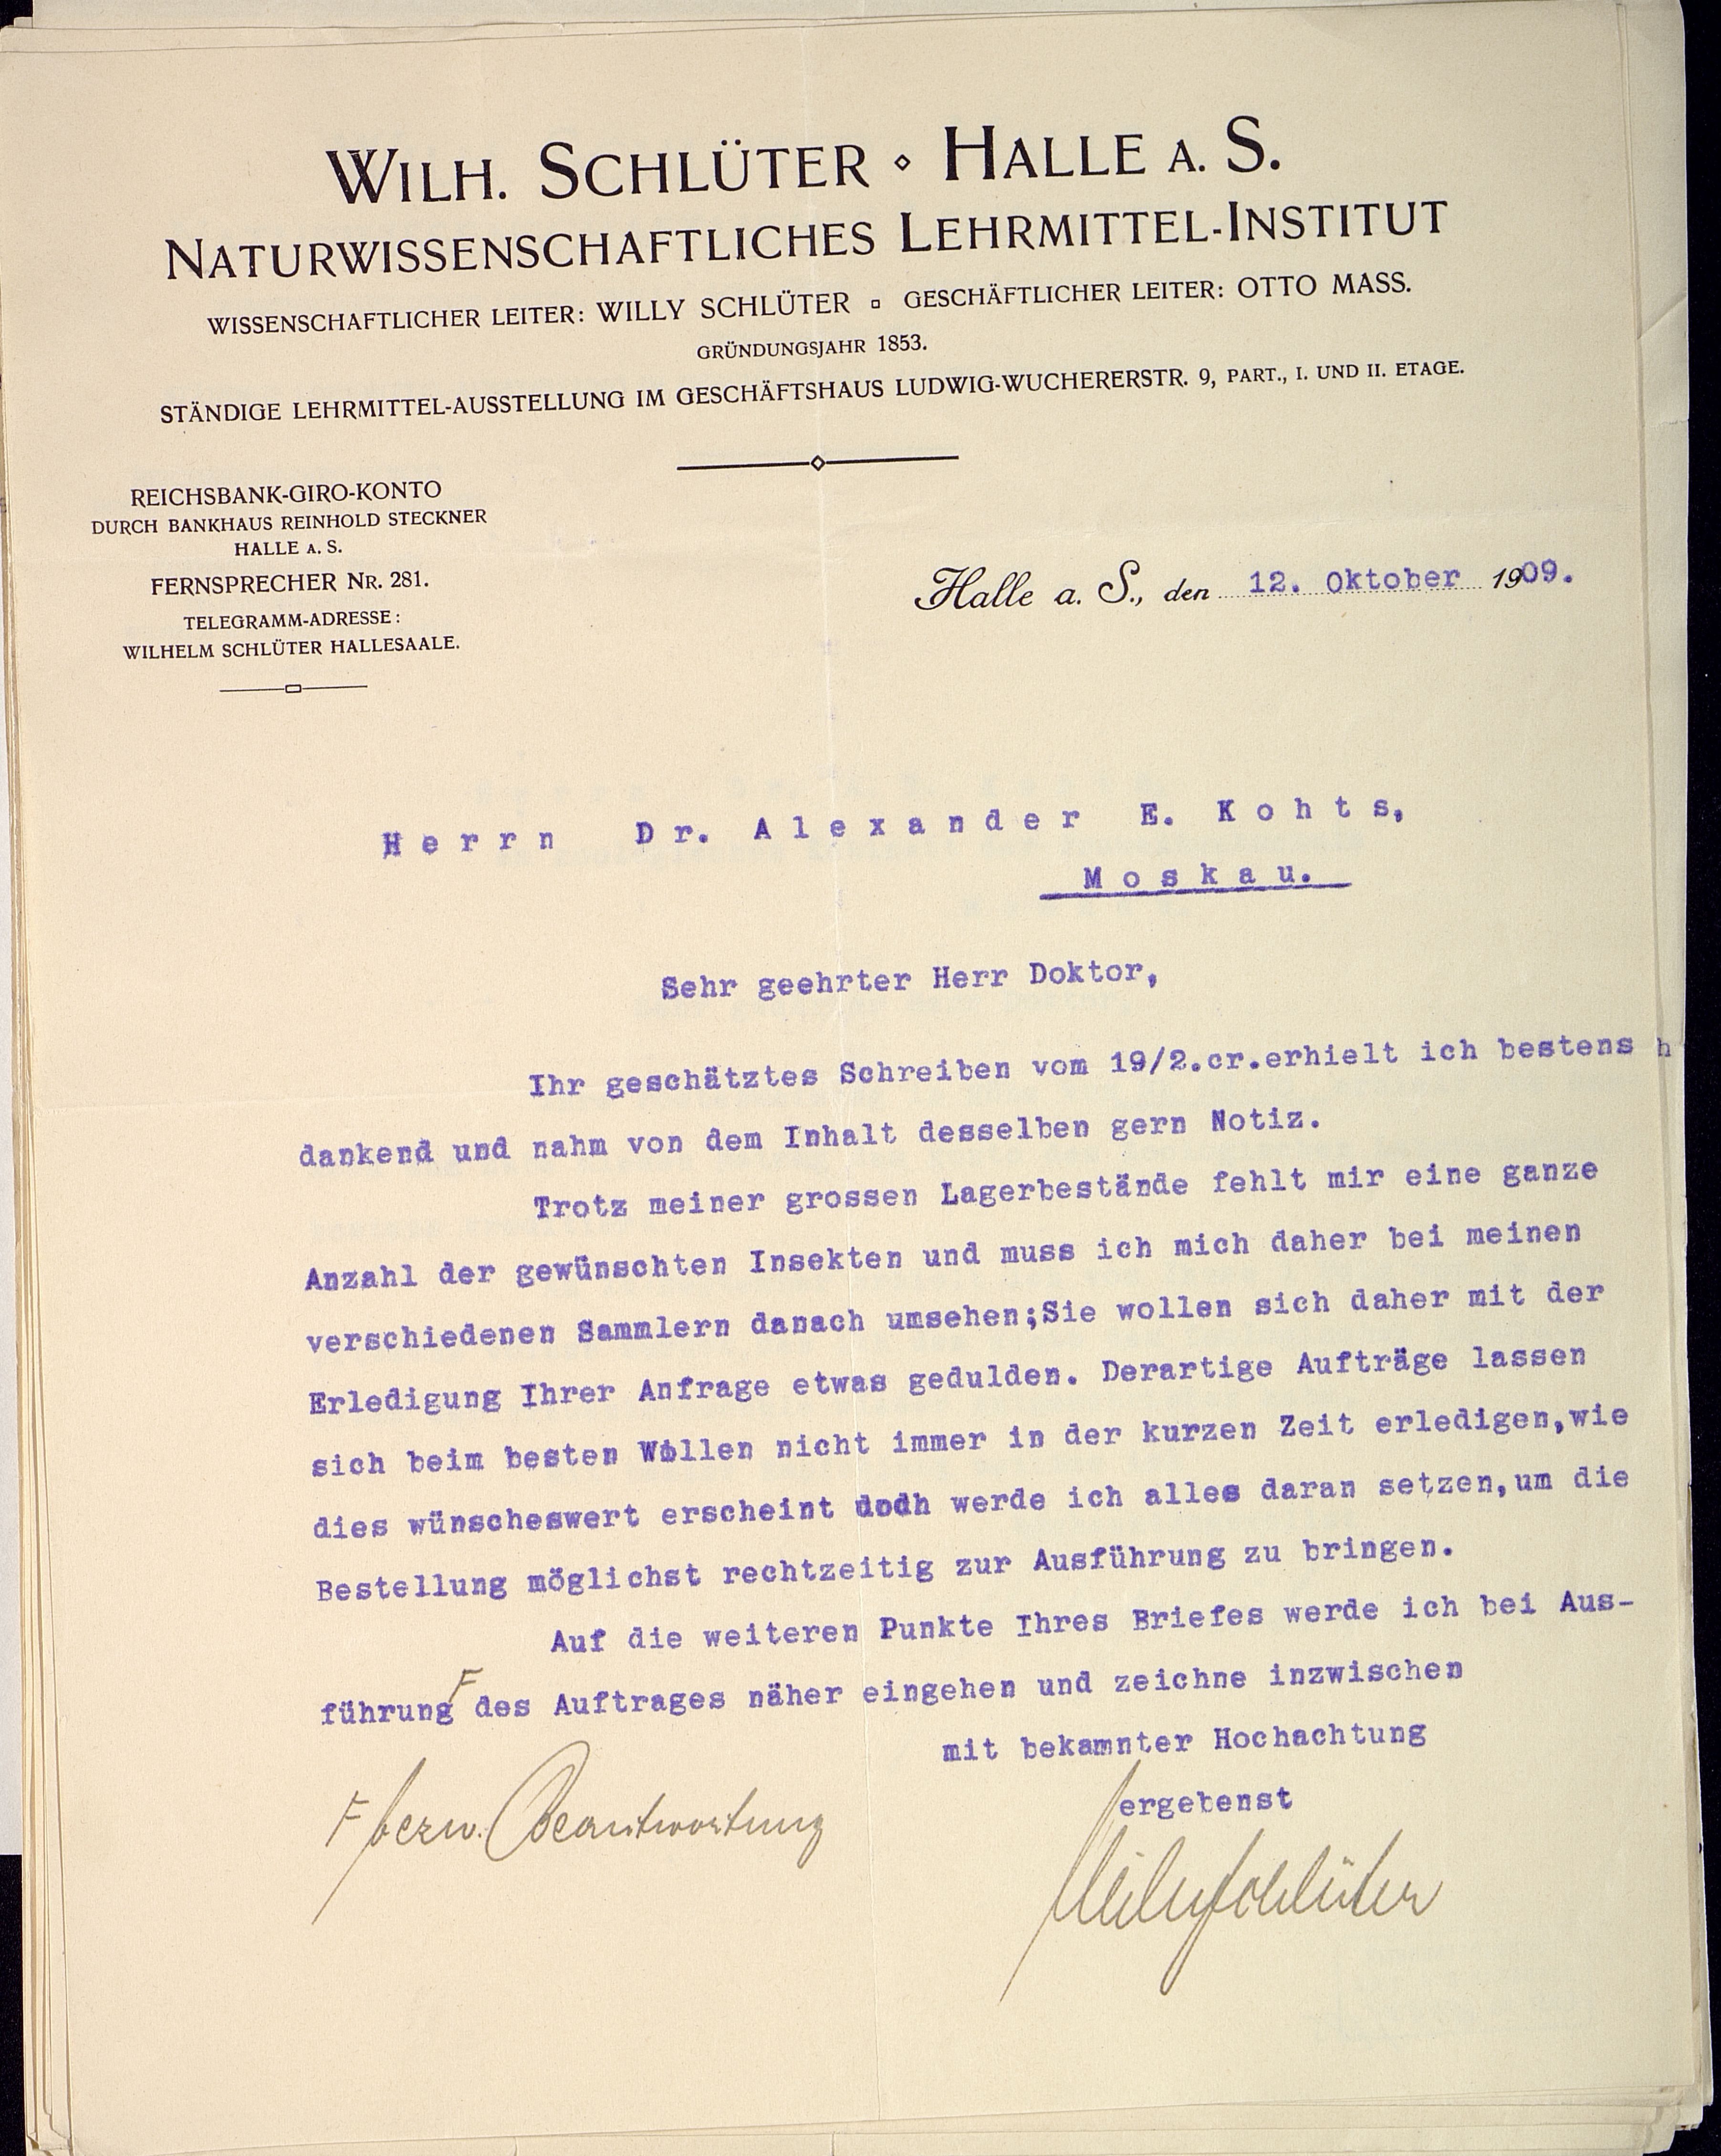 WILH. SCHLÜTER ⋄ HALLE A. S.
NATURWISSENSCHAFTLICHES LEHRMITTEL-INSTITUT
WISSENSCHAFTLICHER LEITER: WILLY SCHLÜTER ▫ GESCHÄFTLICHER LEITER: OTTO MASS.
GRÜNDUNGSJAHR 1853.
STÄNDIGE LEHRMITTEL-AUSSTELLUNG IM GESCHÄFTSHAUS LUDWIG-WUCHERERSTR. 9, PART., I. UND II. ETAGE.
REICHSBANK-GIRO-KONTO
DURCH BANKHAUS REINHOLD STECKNER
HALLE A. S.
FERNSPRECHER NR. 281.
TELEGRAMM-ADRESSE:
WILHELM SCHLÜTER HALLESAALE.
Halle a. S., den 12. Oktober 1909.
Herrn Dr. Alexander E. Kohts,
Moskau.
Sehr geehrter Herr Doktor,
Ihr geschätztes Schreiben vom 19/2.cr.erhielt ich bestens h
dankend und nahm von dem Inhalt desselben gern Notiz.
Trotz meiner grossen Lagerbestände fehlt mir eine ganze
Anzahl der gewünschten Insekten und muss ich mich daher bei meinen
verschiedenen Sammlern danach umsehen;Sie wollen sich daher mit der
Erledigung Ihrer Anfrage etwas gedulden. Derartige Aufträge lassen
sich beim besten Willen nicht immer in der kurzen Zeit erledigen,wie
dies wünscheswert erscheint dodh werde ich alles daran setzen,um die
Bestellung möglichst rechtzeitig zur Ausführung zu bringen.
Auf die weiteren Punkte Ihres Briefes werde ich bei Aus-
führung F des Auftrages näher eingehen und zeichne inzwischen
mit bekamnter Hochachtung
ergebenst
F bezw. Beantwortung
Wilh Schlüter